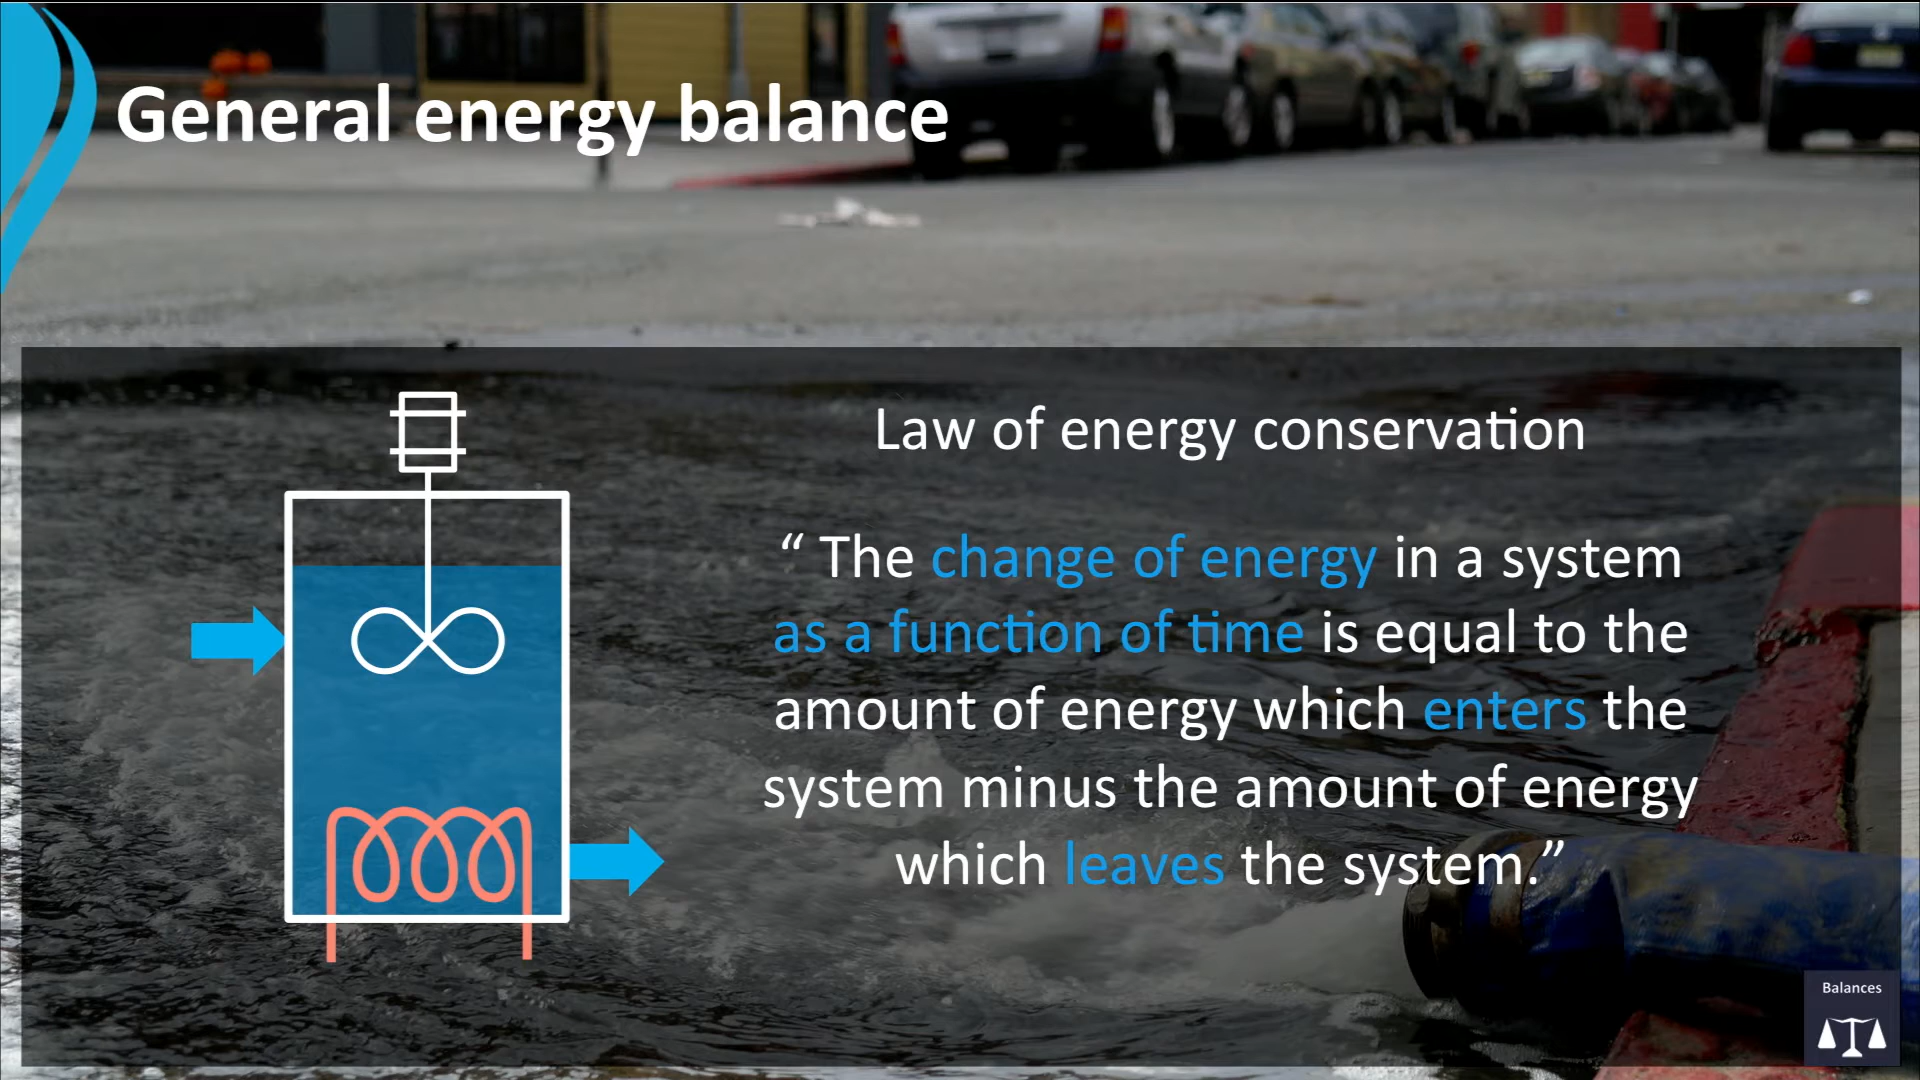 General energy balance
Law of energy conservation
“ The change of energy in a system
as a function of time is equal to the
amount of energy which enters the
system minus the amount of energy
which leaves the system.”
Balances